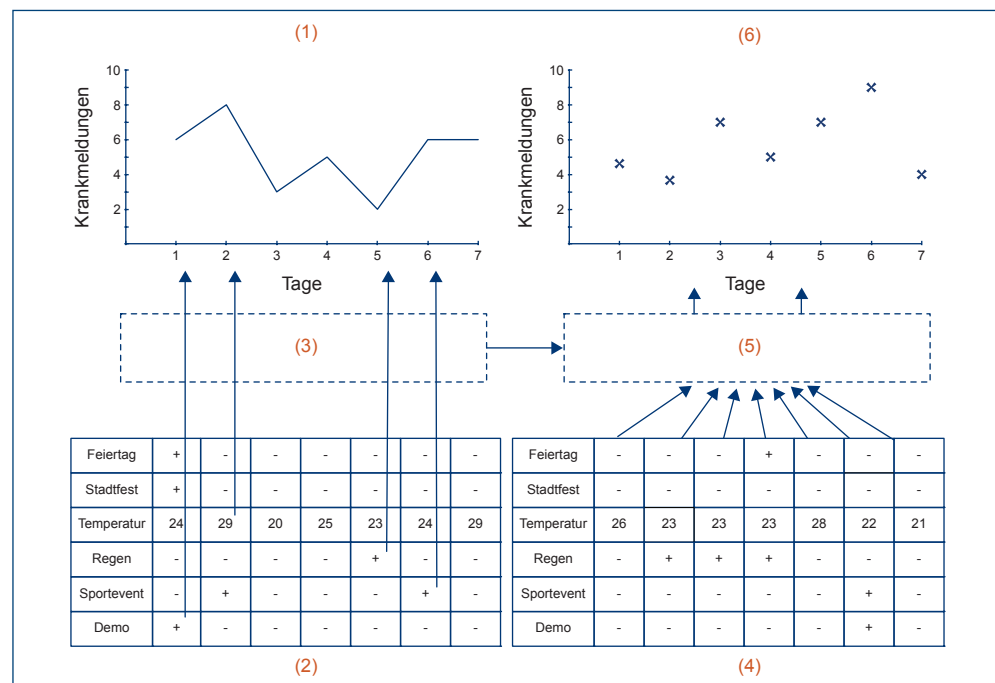 (1)
Krankmeldungen
10
8
6
4
2
1 2 3 4 5 6 7
Tage
(6)
Krankmeldungen
10
8
6
4
2
1 2 3 4 5 6 7
Tage
(3)
(5)
Feiertag + - - - - - -
Stadtfest + - - - - - -
Temperatur 24 29 20 25 23 24 29
Regen - - - - + - -
Sportevent - + - - - + -
Demo + - - - - - -
(2)
Feiertag - - - + - - -
Stadtfest - - - - - - -
Temperatur 26 23 23 23 28 22 21
Regen - + + + - - -
Sportevent - - - - - + -
Demo - - - - - + -
(4)